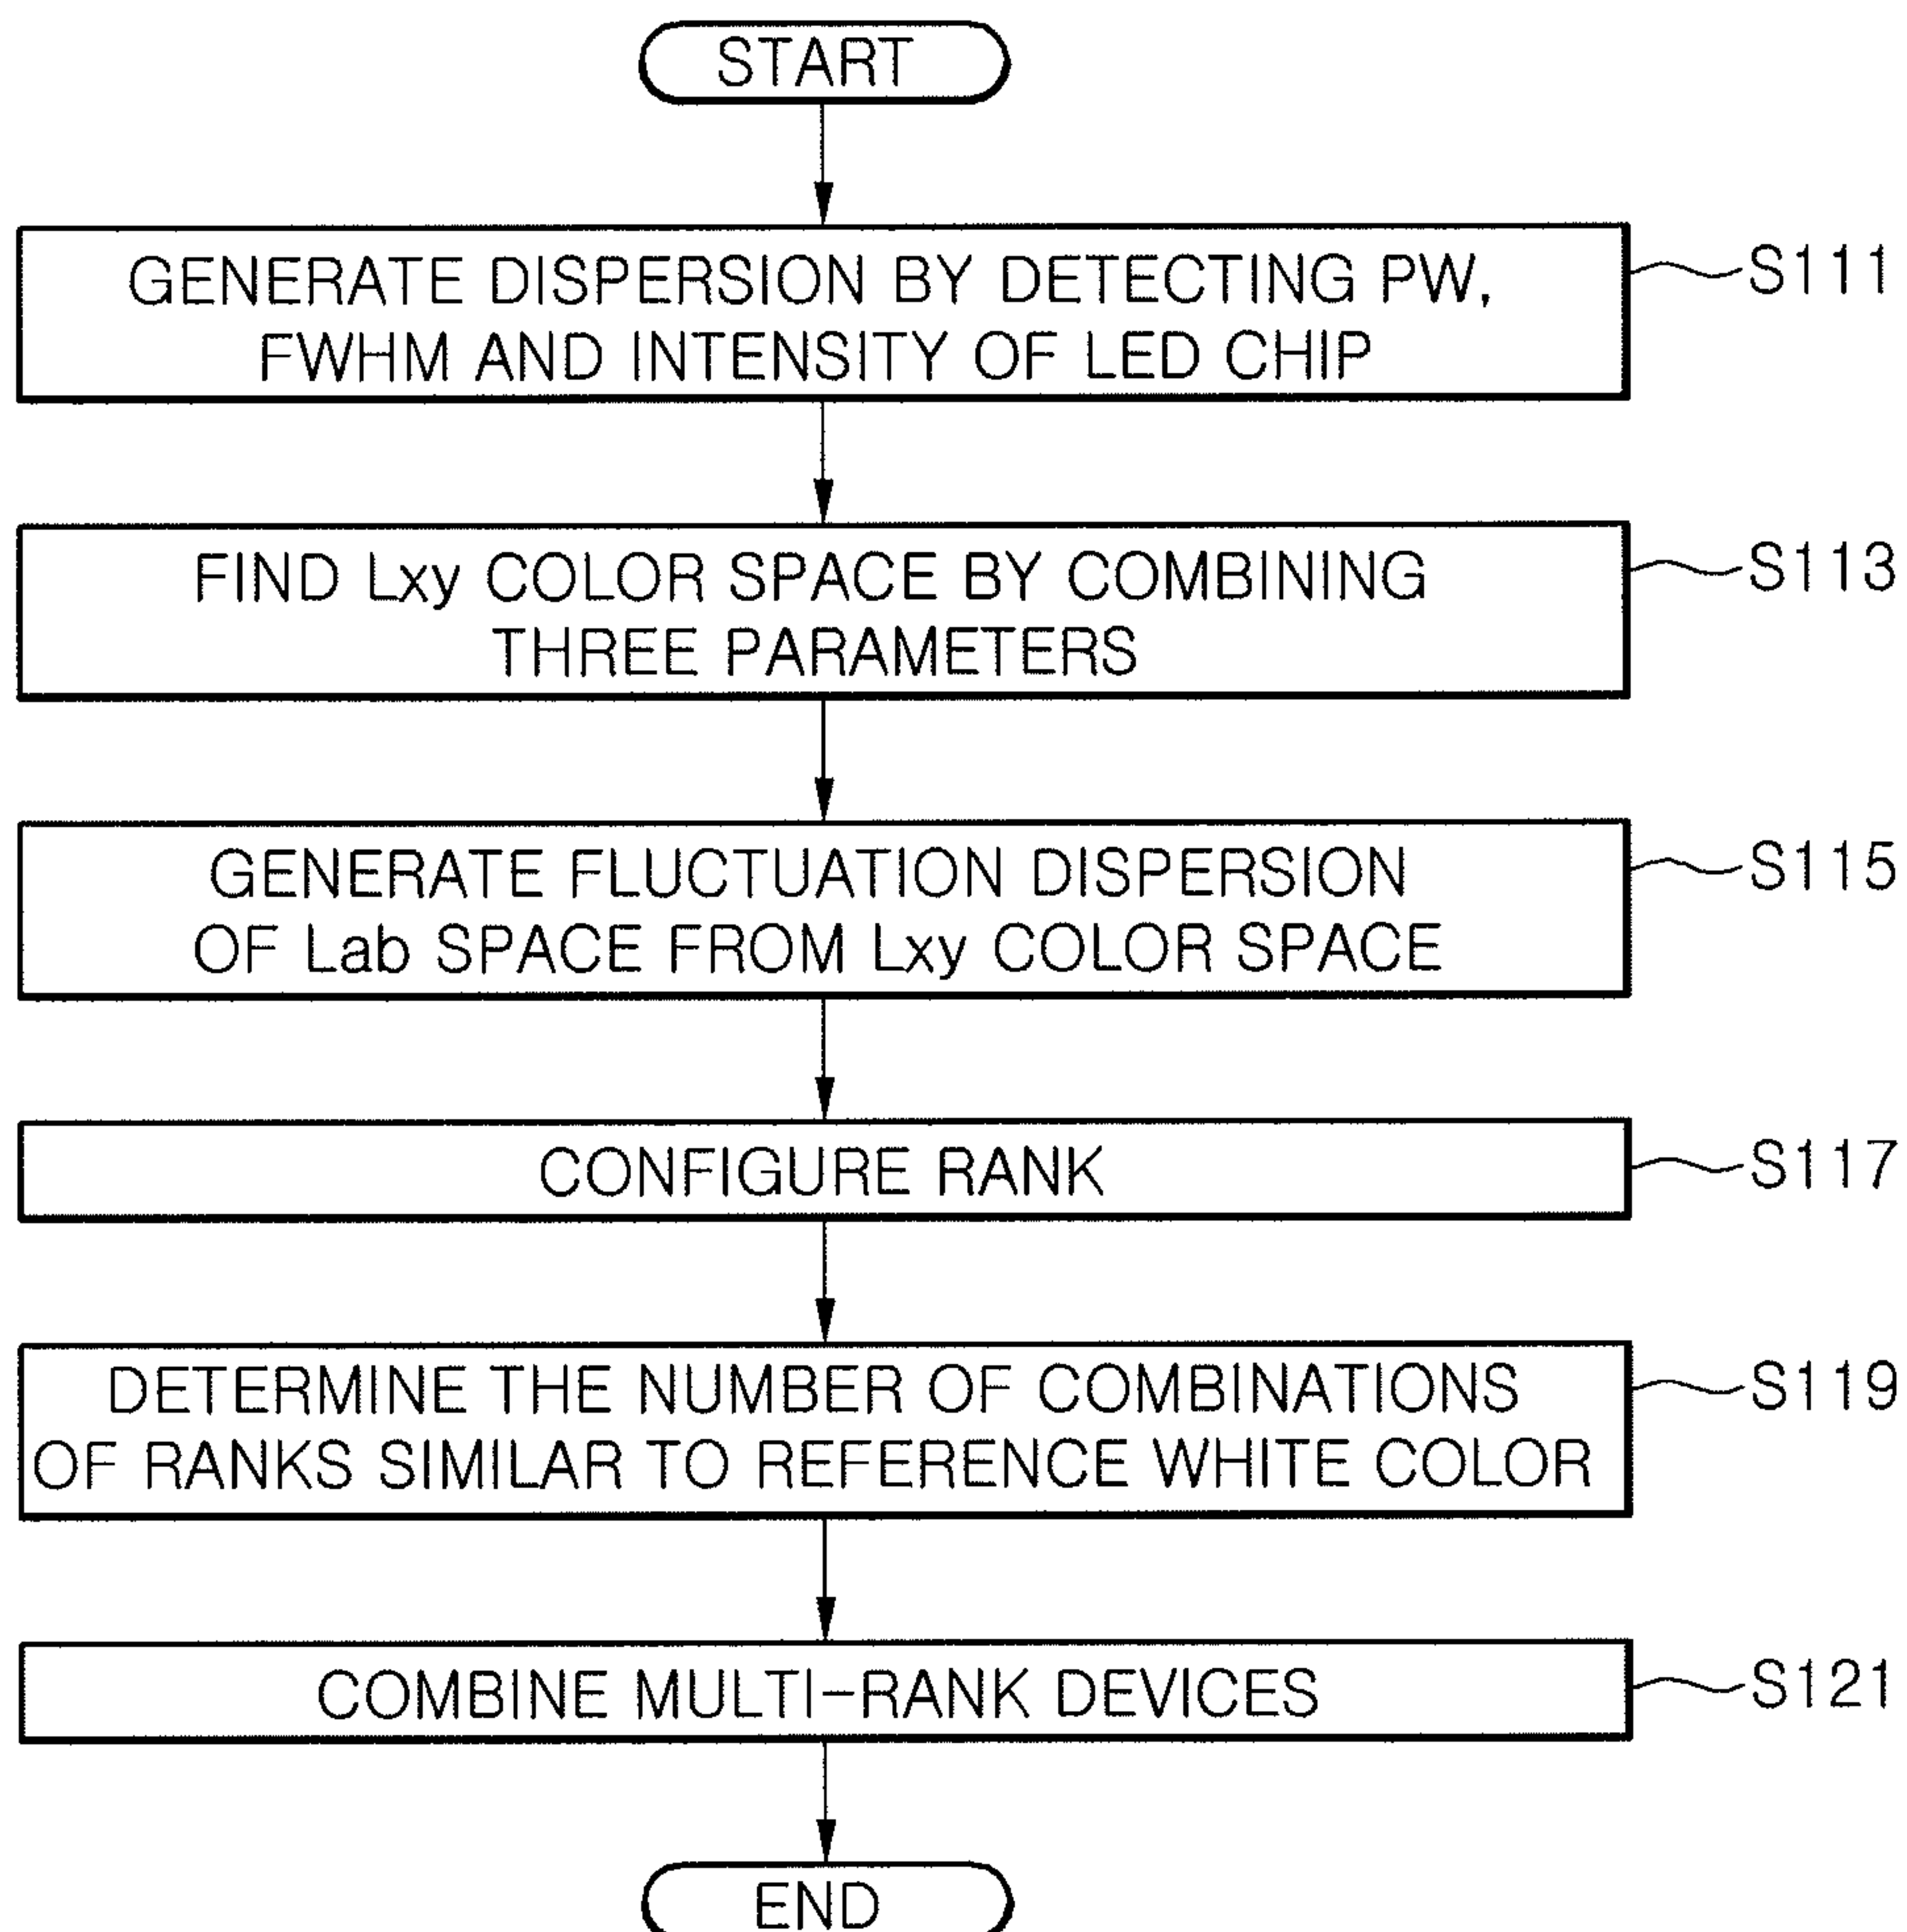 START
GENERATE DISPERSION BY DETECTING PW,
FWHM AND INTENSITY OF LED CHIP
S111
FIND Lxy COLOR SPACE BY COMBINING
THREE PARAMETERS
S113
GENERATE FLUCTUATION DISPERSION
OF Lab SPACE FROM Lxy COLOR SPACE
S115
CONFIGURE RANK
S117
DETERMINE THE NUMBER OF COMBINATIONS
OF RANKS SIMILAR TO REFERENCE WHITE COLOR
S119
COMBINE MULTI-RANK DEVICES
S121
END